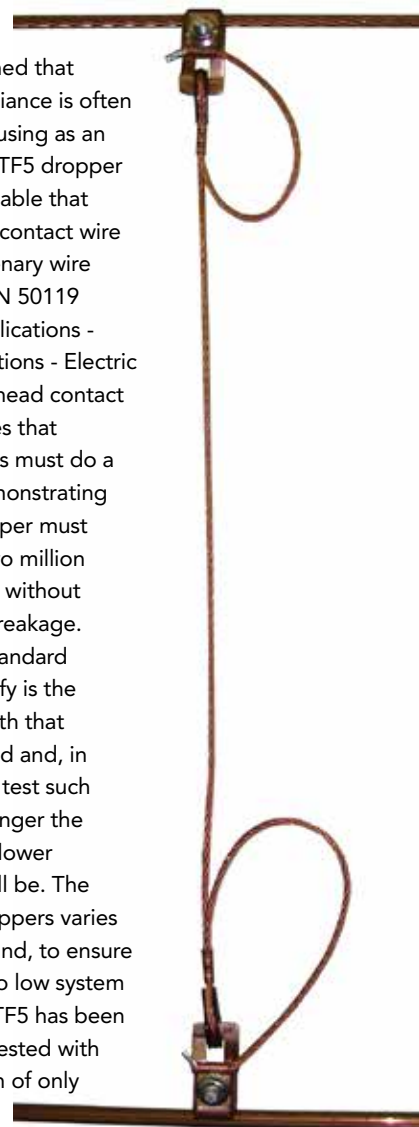 ned that
iance is often
using as an
TF5 dropper
able that
contact wire
nary wire
N 50119
lications -
tions - Electric
head contact
es that
s must do a
monstrating
per must
o million
without
reakage.
andard
fy is the
th that
d and, in
test such
nger the
lower
ll be. The
ppers varies
nd, to ensure
o low system
TF5 has been
ested with
n of only